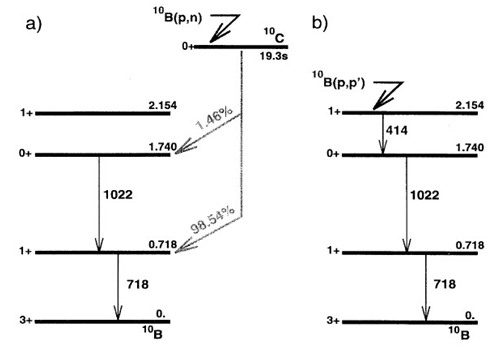 a)
10B(p,n)
10C
0+
19.3s
1+ 2.154
1.46%
0+ 1.740
1022
98.54%
1+ 0.718
718
3+ 0.
10B
b)
10B(p,p')
1+ 2.154
414
0+ 1.740
1022
1+ 0.718
718
3+ 0.
10B